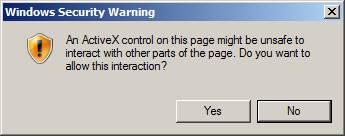 Windows Security Warning
An ActiveX control on this page might be unsafe to
interact with other parts of the page. Do you want to
allow this interaction?
Yes
No